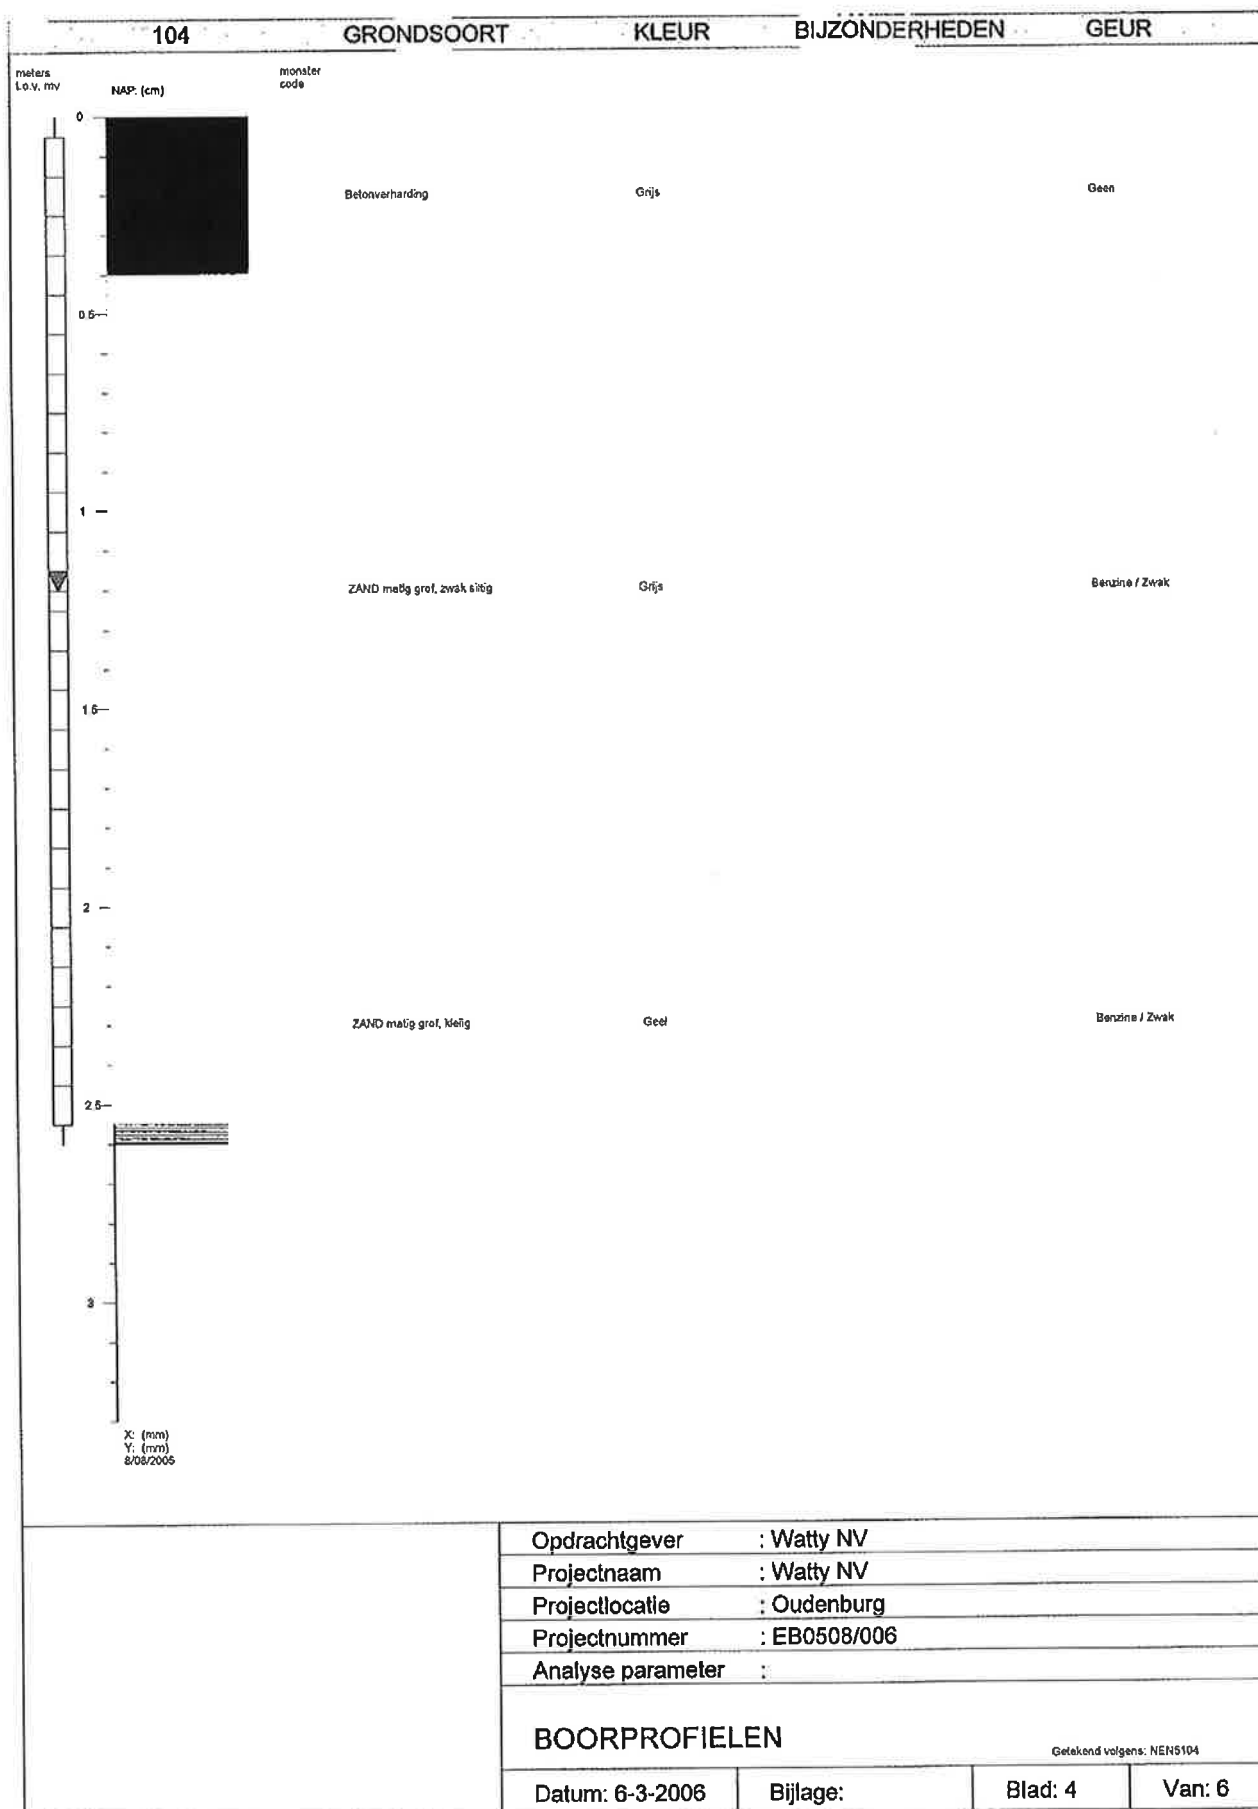 104 GRONDSOORT KLEUR BIJZONDERHEDEN GEUR
meters
t.o.v. mv
NAP: (cm)
monster
code
0
Betonverharding Grijs Geen
0.5
1
ZAND matig grof, zwak siltig Grijs Benzine / Zwak
1.5
2
ZAND matig grof, kleiig Geel Benzine / Zwak
2.5
3
X: (mm)
Y: (mm)
8/08/2005
Opdrachtgever : Watty NV
Projectnaam : Watty NV
Projectlocatie : Oudenburg
Projectnummer : EB0508/006
Analyse parameter :
BOORPROFIELEN
Getekend volgens: NEN5104
Datum: 6-3-2006 Bijlage: Blad: 4 Van: 6